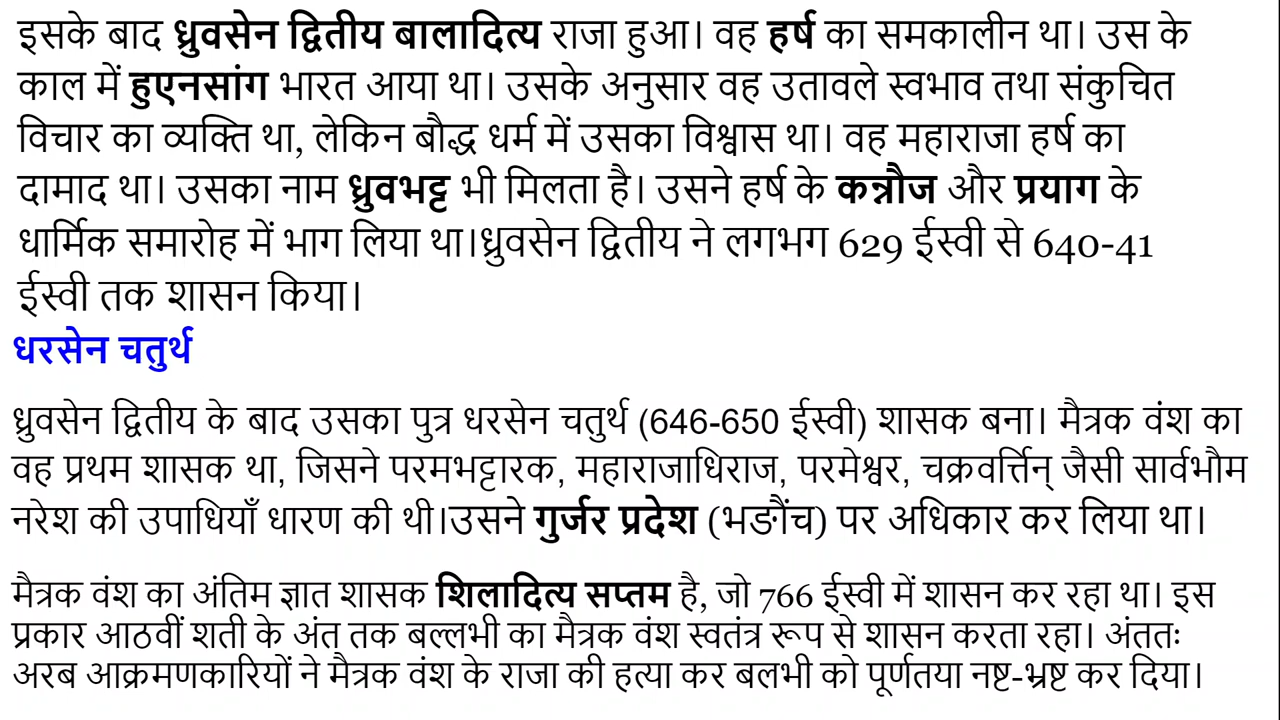 इसके बाद ध्रुवसेन द्वितीय बालादित्य राजा हुआ। वह हर्ष का समकालीन था। उस के
काल में हुएनसांग भारत आया था। उसके अनुसार वह उतावले स्वभाव तथा संकुचित
विचार का व्यक्ति था, लेकिन बौद्ध धर्म में उसका विश्वास था। वह महाराजा हर्ष का
दामाद था। उसका नाम ध्रुवभट्ट भी मिलता है। उसने हर्ष के कन्नौज और प्रयाग के
धार्मिक समारोह में भाग लिया था।ध्रुवसेन द्वितीय ने लगभग 629 ईस्वी से 640-41
ईस्वी तक शासन किया।
धरसेन चतुर्थ
ध्रुवसेन द्वितीय के बाद उसका पुत्र धरसेन चतुर्थ (646-650 ईस्वी) शासक बना। मैत्रक वंश का
वह प्रथम शासक था, जिसने परमभट्टारक, महाराजाधिराज, परमेश्वर, चक्रवर्त्तिन् जैसी सार्वभौम
नरेश की उपाधियाँ धारण की थी।उसने गुर्जर प्रदेश (भङौंच) पर अधिकार कर लिया था।
मैत्रक वंश का अंतिम ज्ञात शासक शिलादित्य सप्तम है, जो 766 ईस्वी में शासन कर रहा था। इस
प्रकार आठवीं शती के अंत तक बल्लभी का मैत्रक वंश स्वतंत्र रूप से शासन करता रहा। अंततः
अरब आक्रमणकारियों ने मैत्रक वंश के राजा की हत्या कर बलभी को पूर्णतया नष्ट-भ्रष्ट कर दिया।